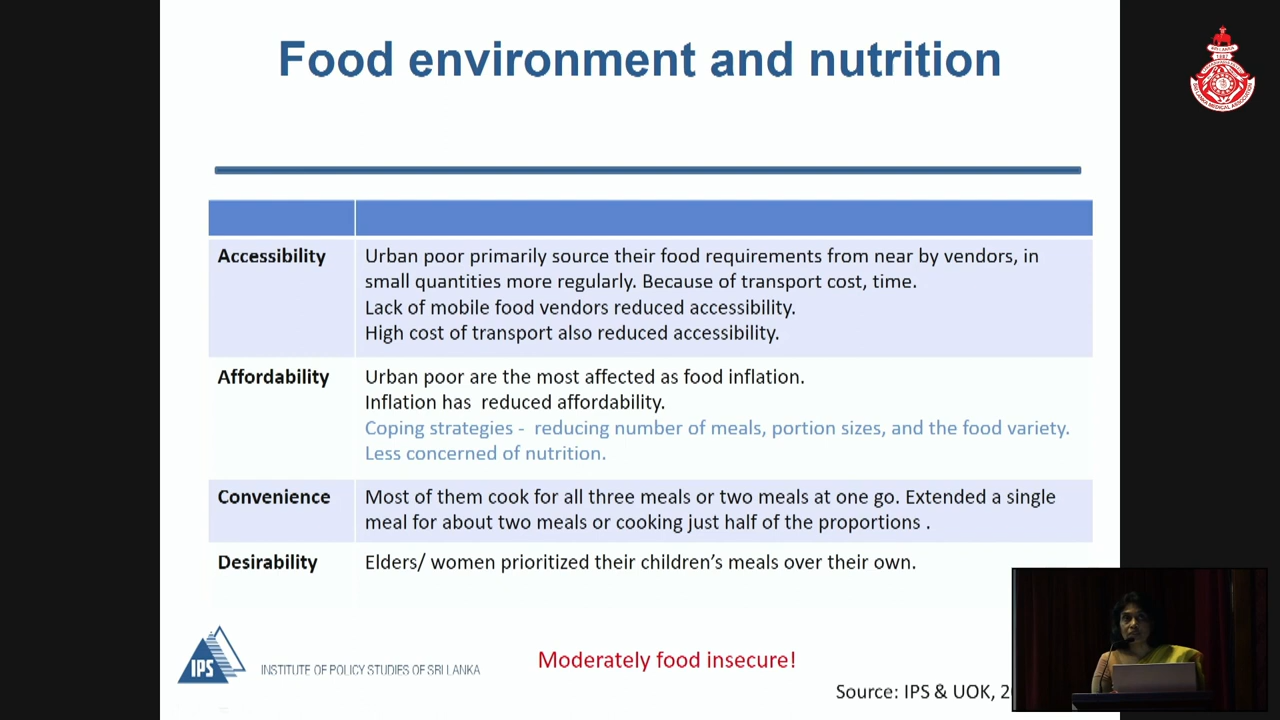 Food environment and nutrition
Accessibility
Urban poor primarily source their food requirements from near by vendors, in
small quantities more regularly. Because of transport cost, time.
Lack of mobile food vendors reduced accessibility.
High cost of transport also reduced accessibility.
Affordability
Urban poor are the most affected as food inflation.
Inflation has reduced affordability.
Coping strategies - reducing number of meals, portion sizes, and the food variety.
Less concerned of nutrition.
Convenience
Most of them cook for all three meals or two meals at one go. Extended a single
meal for about two meals or cooking just half of the proportions .
Desirability
Elders/ women prioritized their children's meals over their own.
IPS
INSTITUTE OF POLICY STUDIES OF SRI LANKA
Moderately food insecure!
Source: IPS & UOK,
SRI LANKA MEDICAL ASSOCIATION